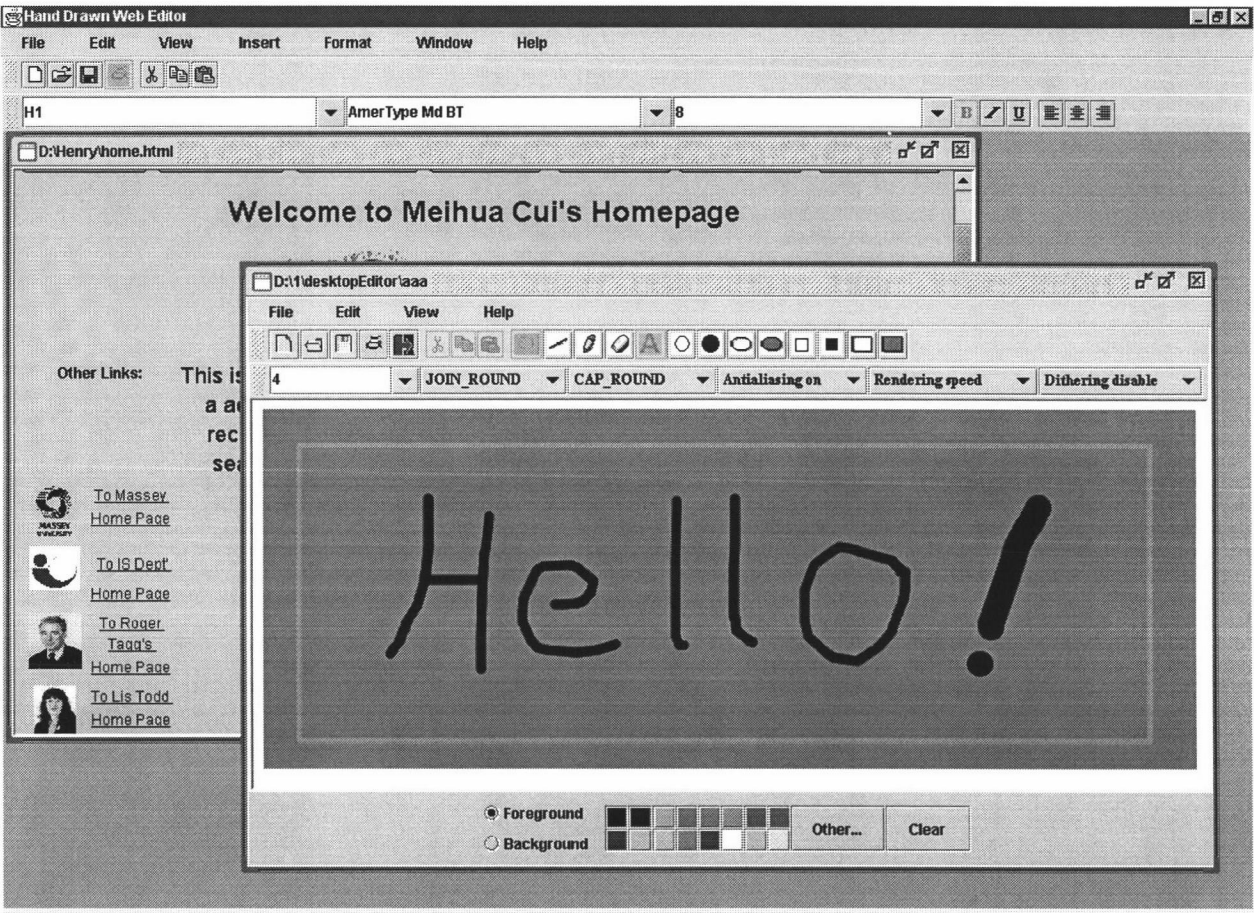 Hand Drawn Web Editor
File Edit View Insert Format Window Help
H1 AmerType Md BT 8 B I U
D:\Henry\home.html
Welcome to Meihua Cui's Homepage
D:\1\desktopEditor\aaa
File Edit View Help
A
4 JOIN_ROUND CAP_ROUND Antialiasing on Rendering speed Dithering disable
Other Links:
This is
a
rec
sea
To Massey
Home Page
MASSEY
UNIVERSITY
To IS Dept'
Home Page
To Roger
Tagg's
Home Page
To Lis Todd
Home Page
Hello!
Foreground
Background
Other...
Clear